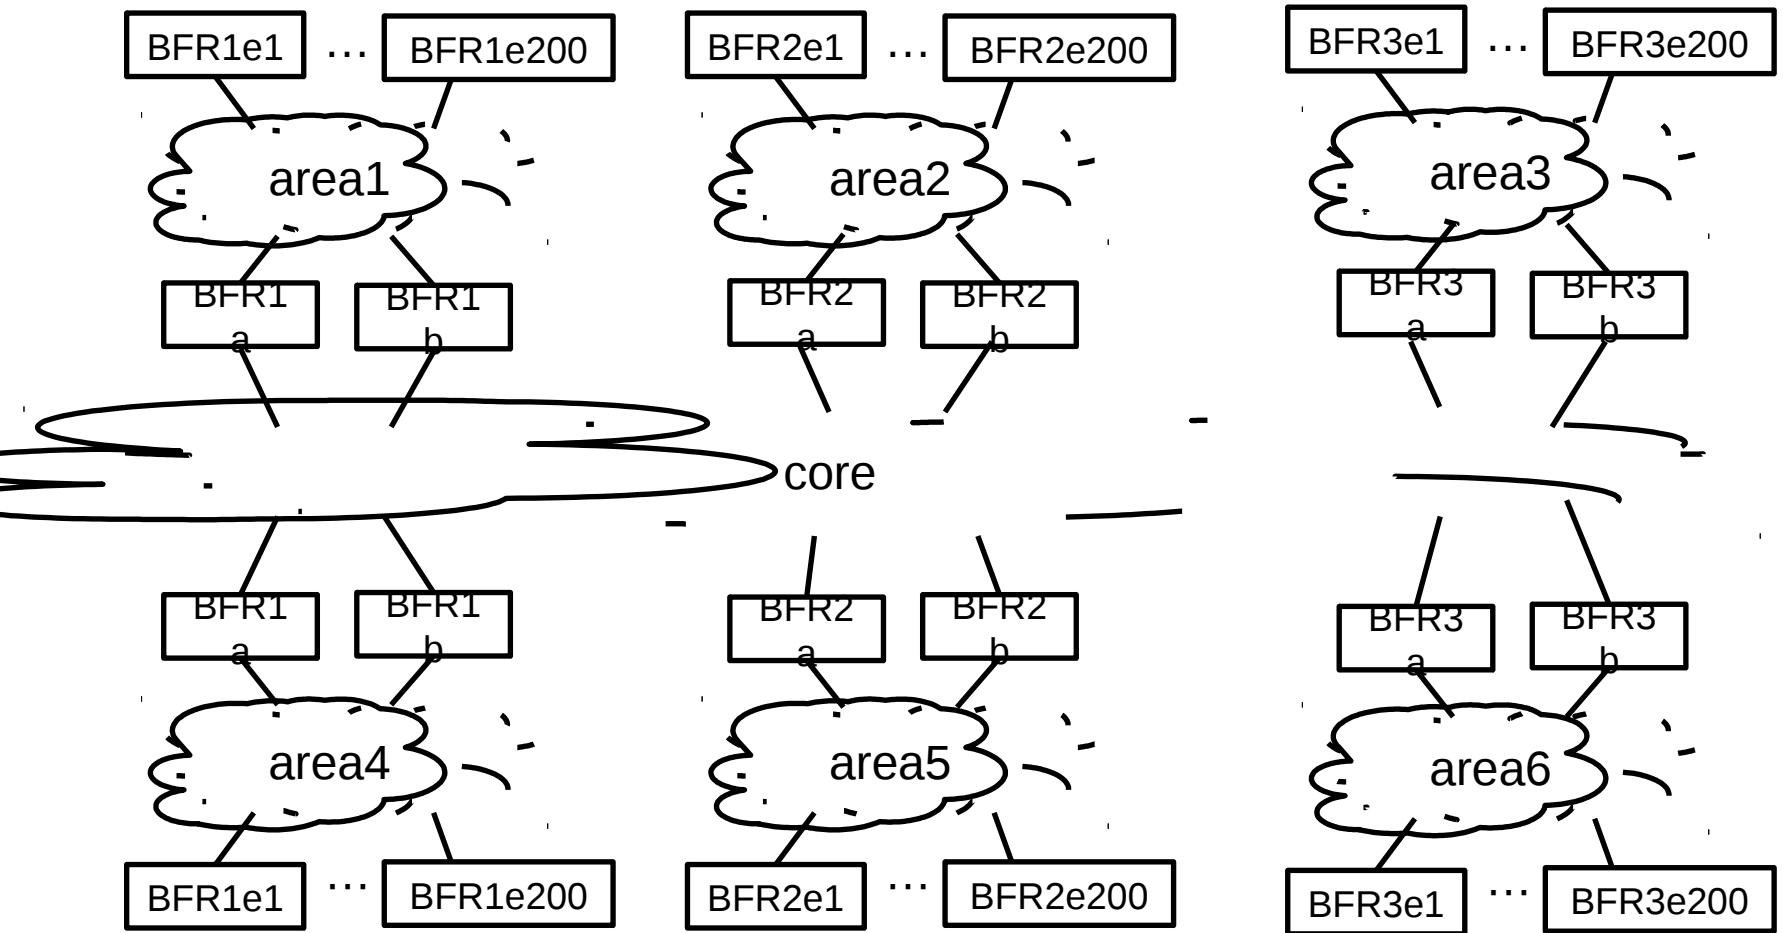 BFR1e1 ... BFR1e200 BFR2e1 ... BFR2e200 BFR3e1 ... BFR3e200
area1 area2 area3
BFR1 BFR1 BFR2 BFR2 BFR3 BFR3
a b a b a b
core
BFR1 BFR1 BFR2 BFR2 BFR3 BFR3
a b a b a b
area4 area5 area6
BFR1e1 ... BFR1e200 BFR2e1 ... BFR2e200 BFR3e1 ... BFR3e200